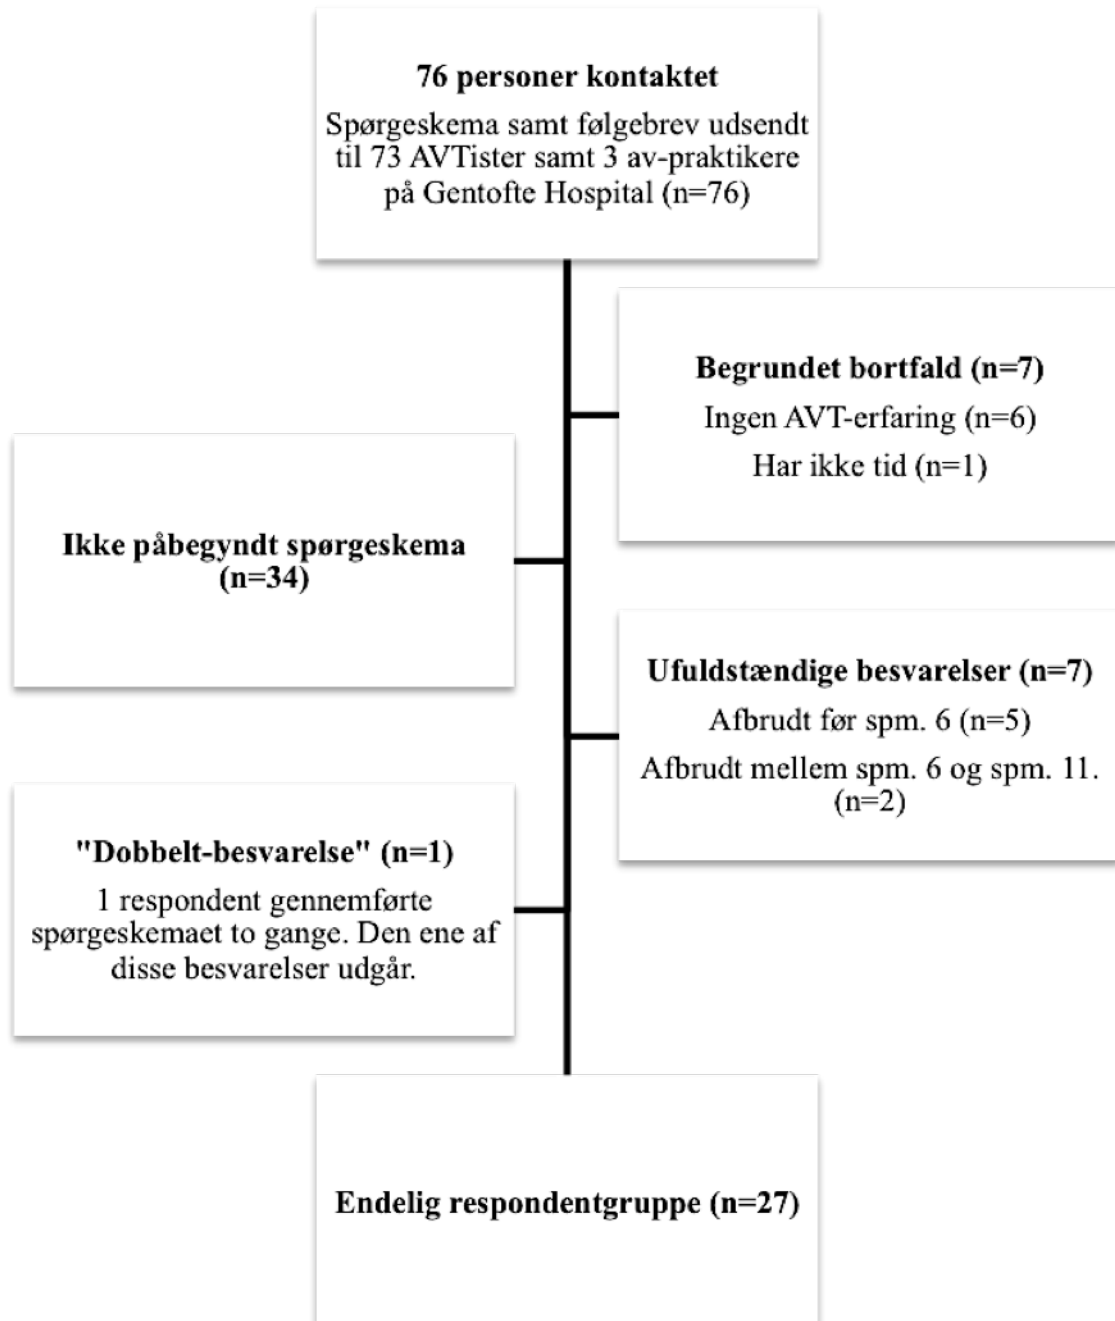 76 personer kontaktet
Spørgeskema samt følgebrev udsendt
til 73 AVTister samt 3 av-praktikere
på Gentofte Hospital (n=76)
Begrundet bortfald (n=7)
Ingen AVT-erfaring (n=6)
Har ikke tid (n=1)
Ikke påbegyndt spørgeskema
(n=34)
Ufuldstændige besvarelser (n=7)
Afbrudt før spm. 6 (n=5)
Afbrudt mellem spm. 6 og spm. 11.
(n=2)
"Dobbelt-besvarelse" (n=1)
1 respondent gennemførte
spørgeskemaet to gange. Den ene af
disse besvarelser udgår.
Endelig respondentgruppe (n=27)